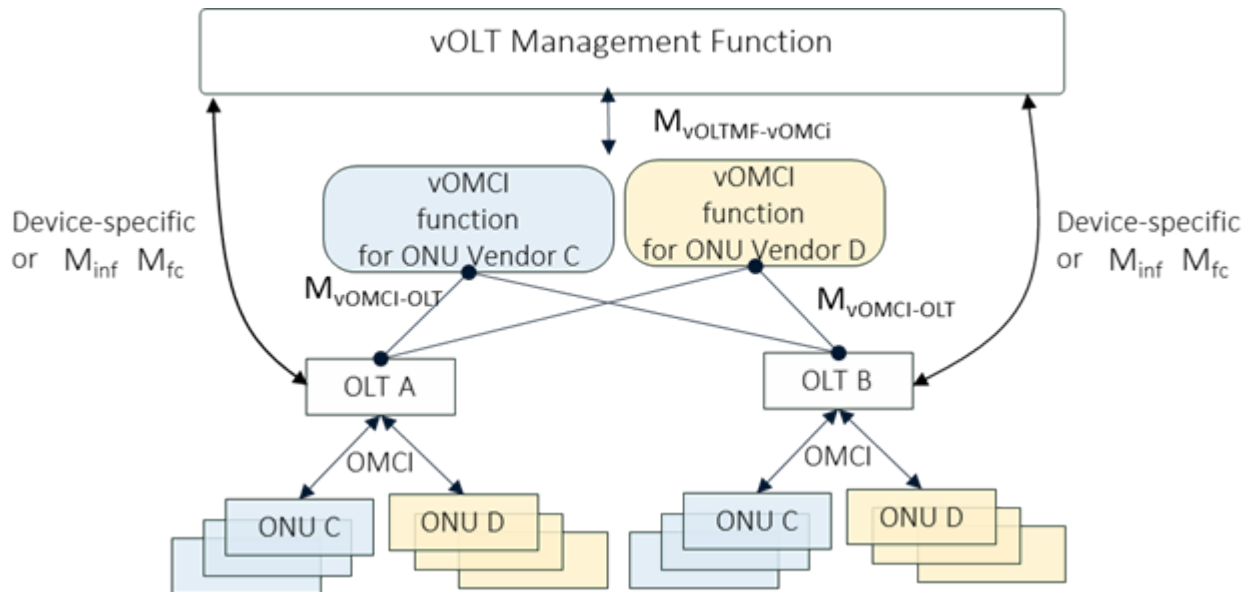 vOLT Management Function
MvOLTMF-vOMCi
vOMCI
function
for ONU Vendor C
vOMCI
function
for ONU Vendor D
Device-specific
or Minf Mfc
Device-specific
or Minf Mfc
MvOMCI-OLT
MvOMCI-OLT
OLT A
OLT B
OMCI
OMCI
ONU C
ONU D
ONU C
ONU D